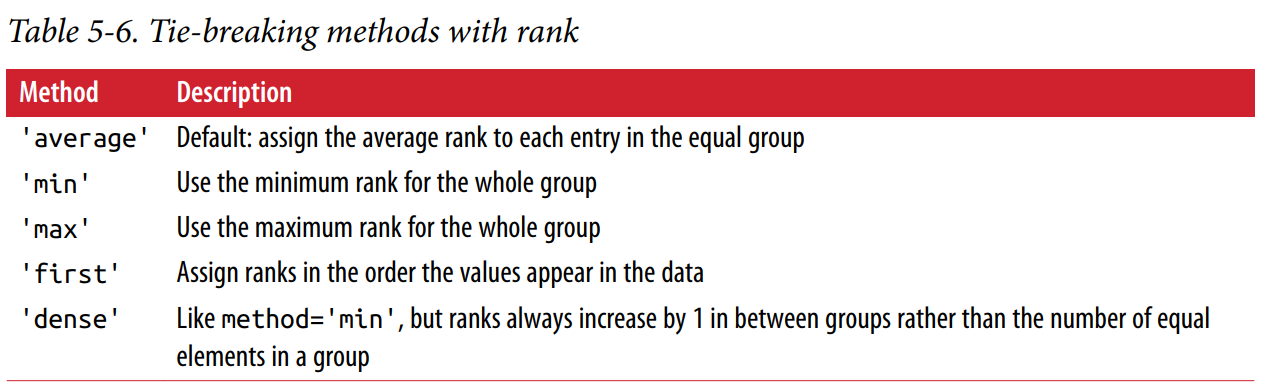 Table 5-6. Tie-breaking methods with rank
Method Description
'average' Default: assign the average rank to each entry in the equal group
'min' Use the minimum rank for the whole group
'max' Use the maximum rank for the whole group
'first' Assign ranks in the order the values appear in the data
'dense' Like method='min', but ranks always increase by 1 in between groups rather than the number of equal
elements in a group